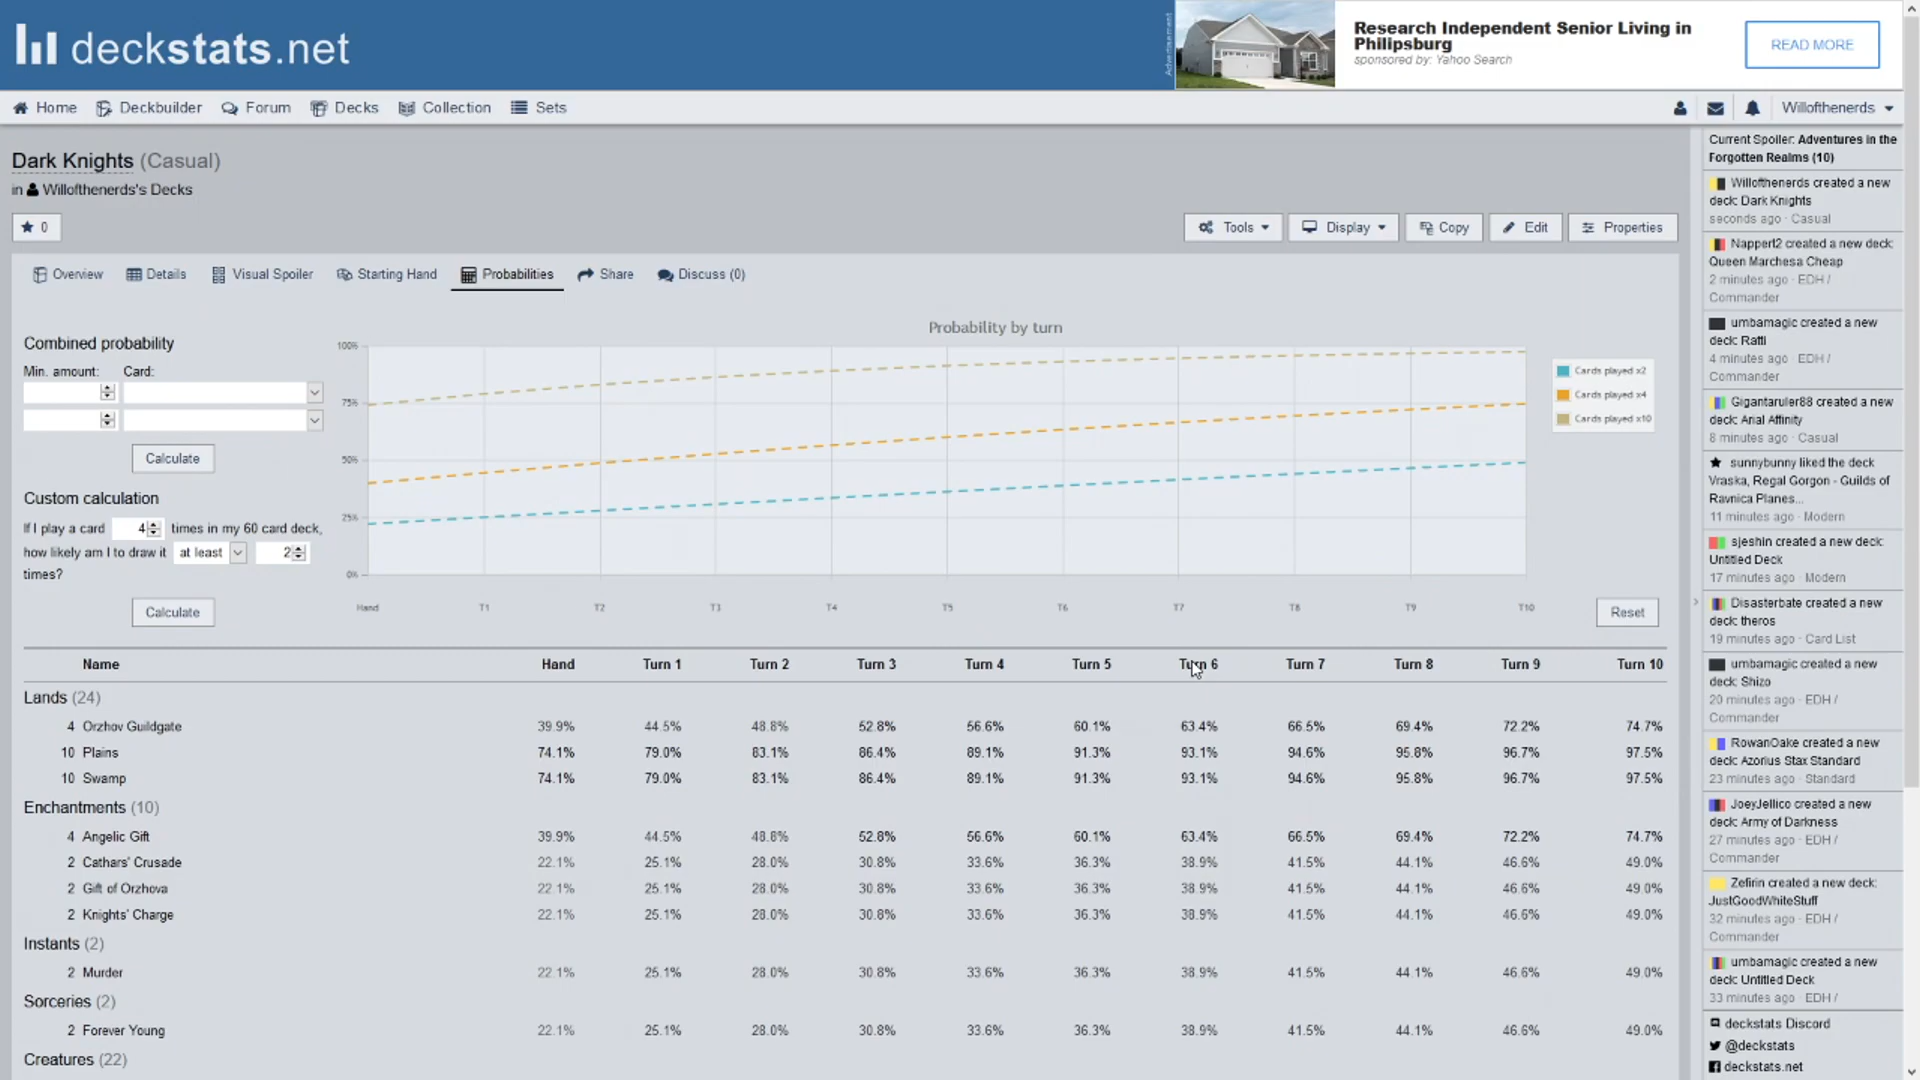 deckstats.net
Advertisement
Research Independent Senior Living in
Philipsburg
sponsored by: Yahoo Search
READ MORE
Home
Deckbuilder
Forum
Decks
Collection
Sets
Willofthenerds
Dark Knights (Casual)
in Willofthenerds's Decks
0
Tools
Display
Copy
Edit
Properties
Overview
Details
Visual Spoiler
Starting Hand
Probabilities
Share
Discuss (0)
Combined probability
Min. amount: Card:
Calculate
Custom calculation
If I play a card 4 times in my 60 card deck,
how likely am I to draw it at least 2
times?
Calculate
Probability by turn
100%
75%
50%
25%
0%
Hand T1 T2 T3 T4 T5 T6 T7 T8 T9 T10
Cards played x2
Cards played x4
Cards played x10
Reset
Name Hand Turn 1 Turn 2 Turn 3 Turn 4 Turn 5 Turn 6 Turn 7 Turn 8 Turn 9 Turn 10
Lands (24)
4 Orzhov Guildgate 39.9% 44.5% 48.8% 52.8% 56.6% 60.1% 63.4% 66.5% 69.4% 72.2% 74.7%
10 Plains 74.1% 79.0% 83.1% 86.4% 89.1% 91.3% 93.1% 94.6% 95.8% 96.7% 97.5%
10 Swamp 74.1% 79.0% 83.1% 86.4% 89.1% 91.3% 93.1% 94.6% 95.8% 96.7% 97.5%
Enchantments (10)
4 Angelic Gift 39.9% 44.5% 48.8% 52.8% 56.6% 60.1% 63.4% 66.5% 69.4% 72.2% 74.7%
2 Cathars' Crusade 22.1% 25.1% 28.0% 30.8% 33.6% 36.3% 38.9% 41.5% 44.1% 46.6% 49.0%
2 Gift of Orzhova 22.1% 25.1% 28.0% 30.8% 33.6% 36.3% 38.9% 41.5% 44.1% 46.6% 49.0%
2 Knights' Charge 22.1% 25.1% 28.0% 30.8% 33.6% 36.3% 38.9% 41.5% 44.1% 46.6% 49.0%
Instants (2)
2 Murder 22.1% 25.1% 28.0% 30.8% 33.6% 36.3% 38.9% 41.5% 44.1% 46.6% 49.0%
Sorceries (2)
2 Forever Young 22.1% 25.1% 28.0% 30.8% 33.6% 36.3% 38.9% 41.5% 44.1% 46.6% 49.0%
Creatures (22)
Current Spoiler: Adventures in the
Forgotten Realms (10)
Willofthenerds created a new
deck: Dark Knights
seconds ago · Casual
Nappert2 created a new deck:
Queen Marchesa Cheap
2 minutes ago · EDH /
Commander
umbamagic created a new
deck: Ratti
4 minutes ago · EDH /
Commander
Gigantaruler88 created a new
deck: Arial Affinity
8 minutes ago · Casual
sunnybunny liked the deck
Vraska, Regal Gorgon - Guilds of
Ravnica Planes...
11 minutes ago · Modern
sjeshin created a new deck:
Untitled Deck
17 minutes ago · Modern
Disasterbate created a new
deck: theros
19 minutes ago · Card List
umbamagic created a new
deck: Shizo
20 minutes ago · EDH /
Commander
RowanOake created a new
deck: Azorius Stax Standard
23 minutes ago · Standard
JoeyJellico created a new
deck: Army of Darkness
27 minutes ago · EDH /
Commander
Zefirin created a new deck:
JustGoodWhiteStuff
32 minutes ago · EDH /
Commander
umbamagic created a new
deck: Untitled Deck
33 minutes ago · EDH /
deckstats Discord
@deckstats
deckstats.net